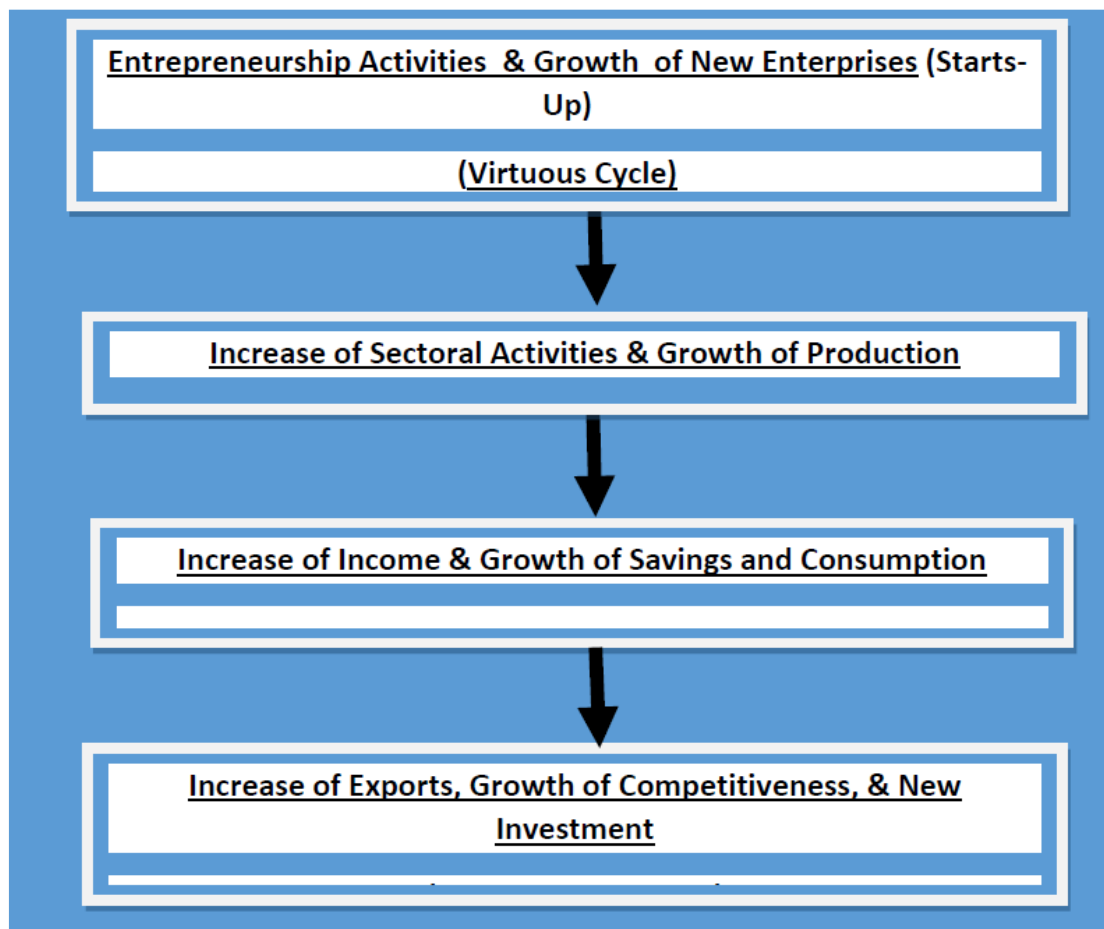 Entrepreneurship Activities & Growth of New Enterprises (Starts-
Up)
(Virtuous Cycle)
Increase of Sectoral Activities & Growth of Production
Increase of Income & Growth of Savings and Consumption
Increase of Exports, Growth of Competitiveness, & New
Investment